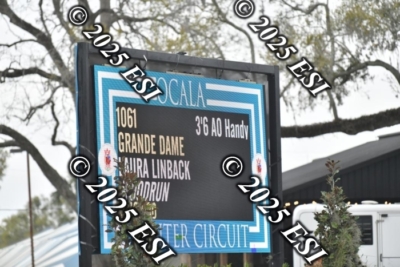 ©2025 ESI
©2025 ESI
OCALA
1061
3'6 AO Handy
GRANDE DAME
LAURA LINBACK
©2025 ESI
©2025 ESI
©2025 ESI
TER CIRCUIT